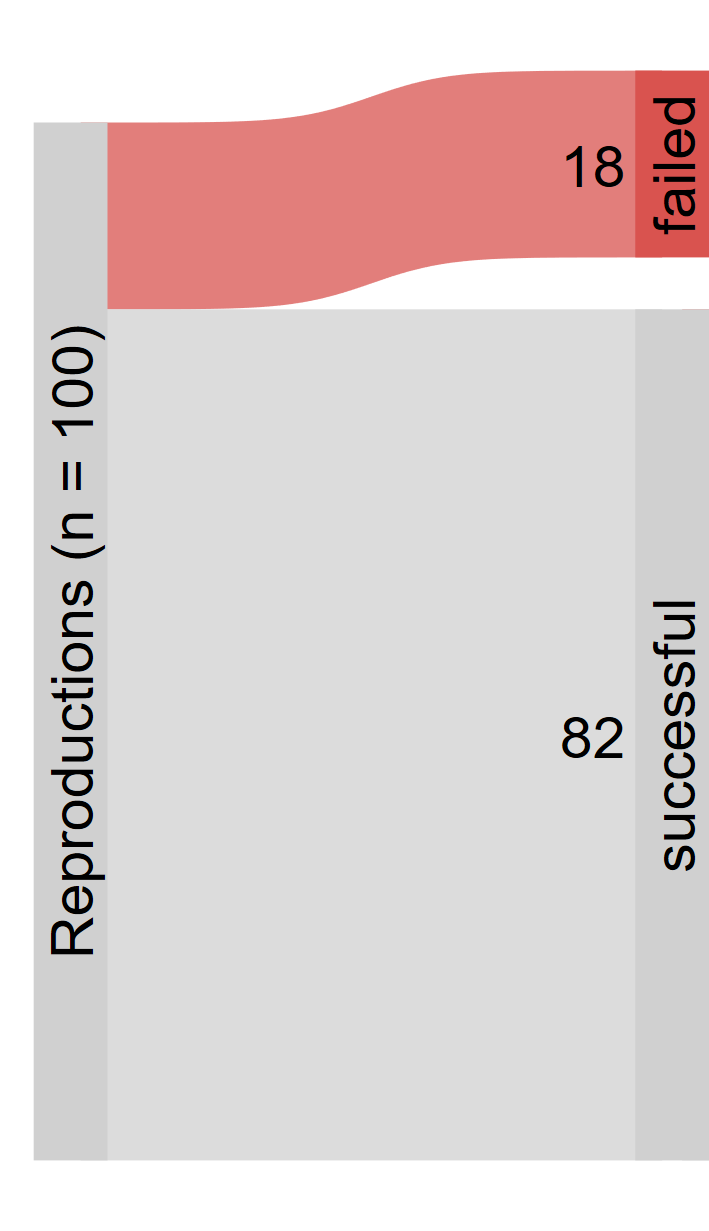 Reproductions (n = 100)
18
failed
82
successful